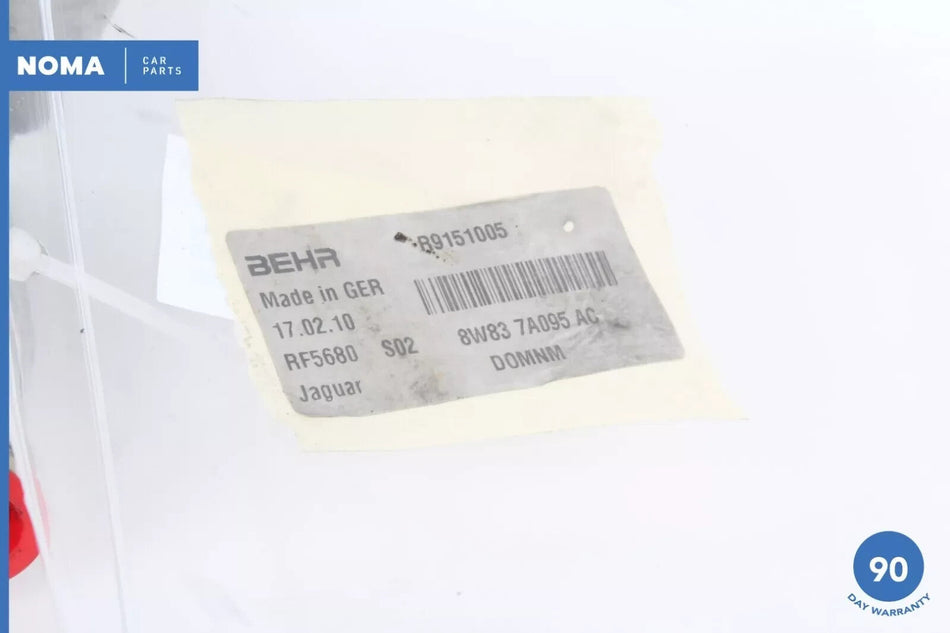 NOMA
CAR
PARTS
BEHR
R9151005
Made in GER
17.02.10
RF5680 S02
8W83 7A095 AC
DOMNM
Jaguar
90
DAY WARRANTY